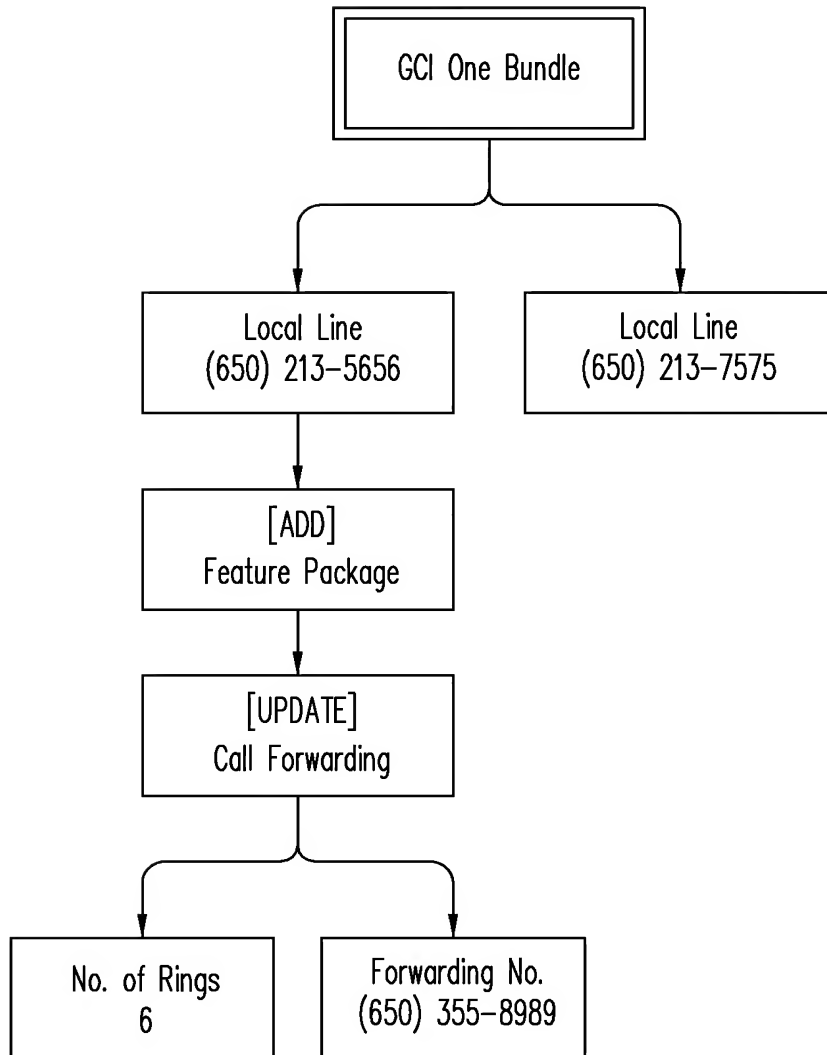 GCI One Bundle
Local Line
(650) 213-5656
Local Line
(650) 213-7575
[ADD]
Feature Package
[UPDATE]
Call Forwarding
No. of Rings
6
Forwarding No.
(650) 355-8989